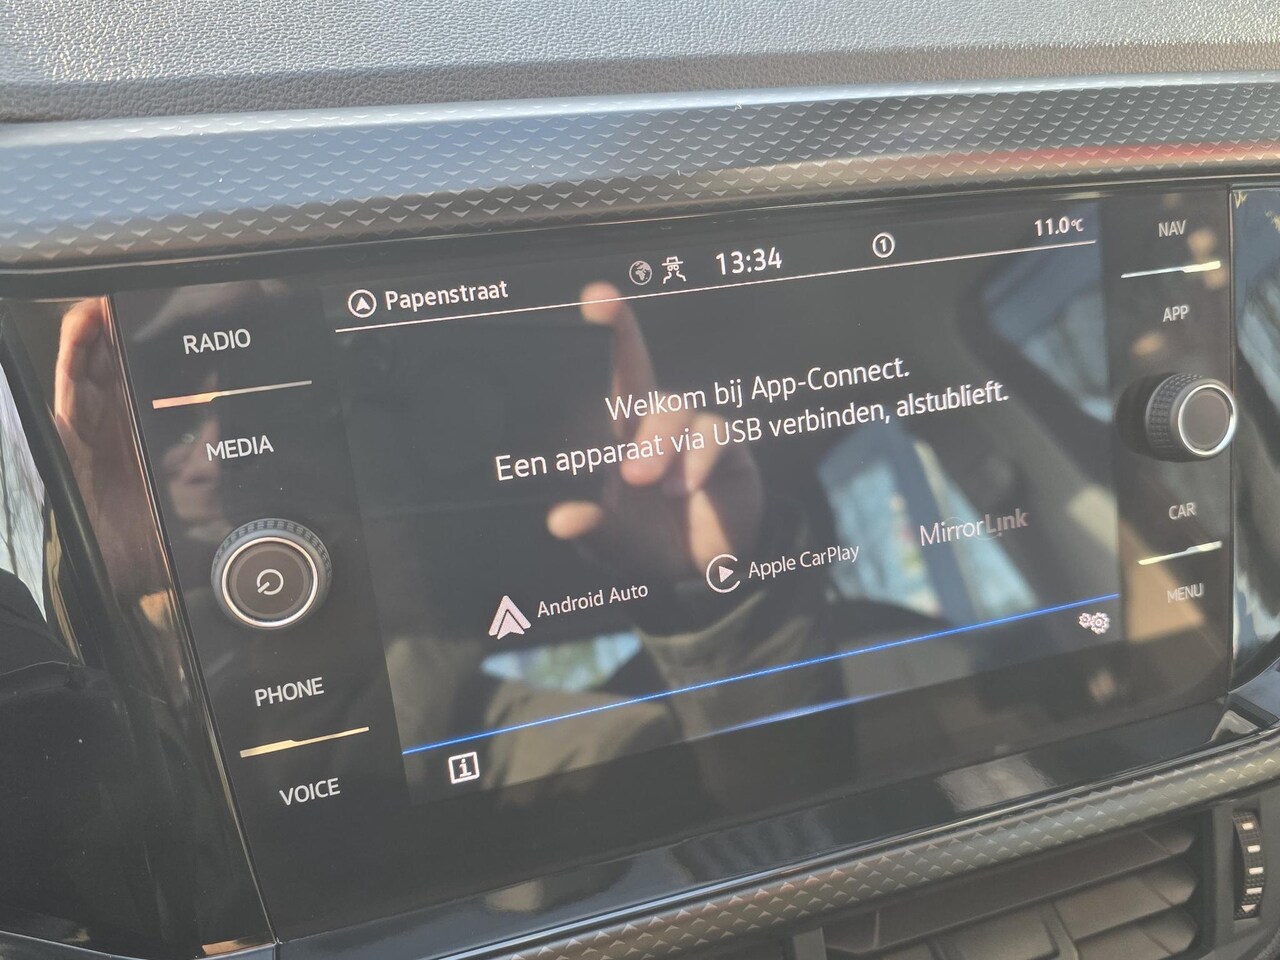 Papenstraat
13:34
1
11.0°C
NAV
RADIO
APP
MEDIA
Welkom bij App-Connect.
Een apparaat via USB verbinden, alstublieft.
Android Auto
Apple CarPlay
MirrorLink
CAR
MENU
PHONE
VOICE
i